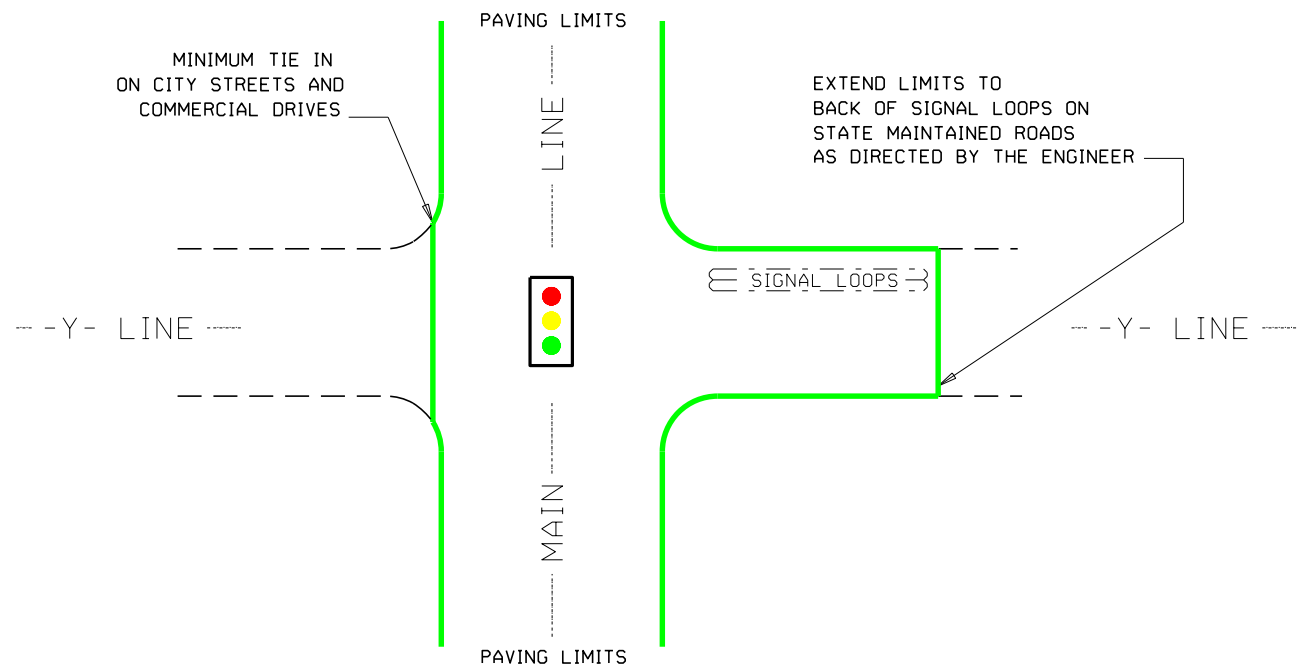 PAVING LIMITS
MINIMUM TIE IN
ON CITY STREETS AND
COMMERCIAL DRIVES
EXTEND LIMITS TO
BACK OF SIGNAL LOOPS ON
STATE MAINTAINED ROADS
AS DIRECTED BY THE ENGINEER
LINE
SIGNAL LOOPS
-Y- LINE
-Y- LINE
MAIN
PAVING LIMITS